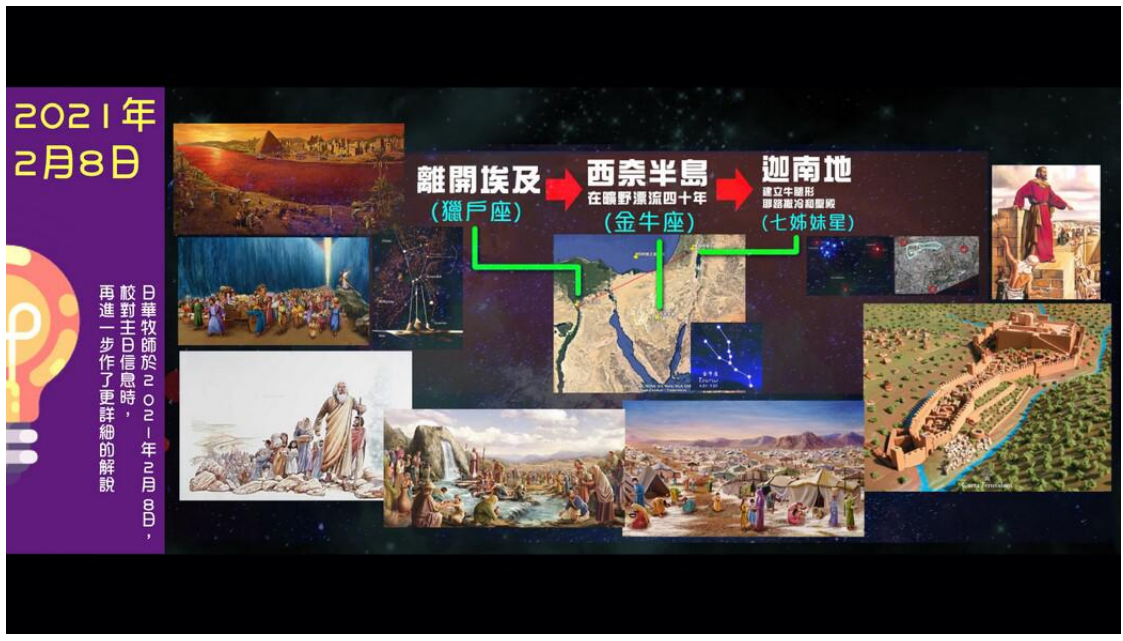 2021年
2月8日
日華牧師於2021年2月8日，
校對主日信息時，
再進一步作了更詳細的解說
離開埃及
(獵戶座)
西奈半島
在曠野漂流四十年
(金牛座)
迦南地
建立牛腿形
耶路撒冷和聖殿
(七姊妹星)